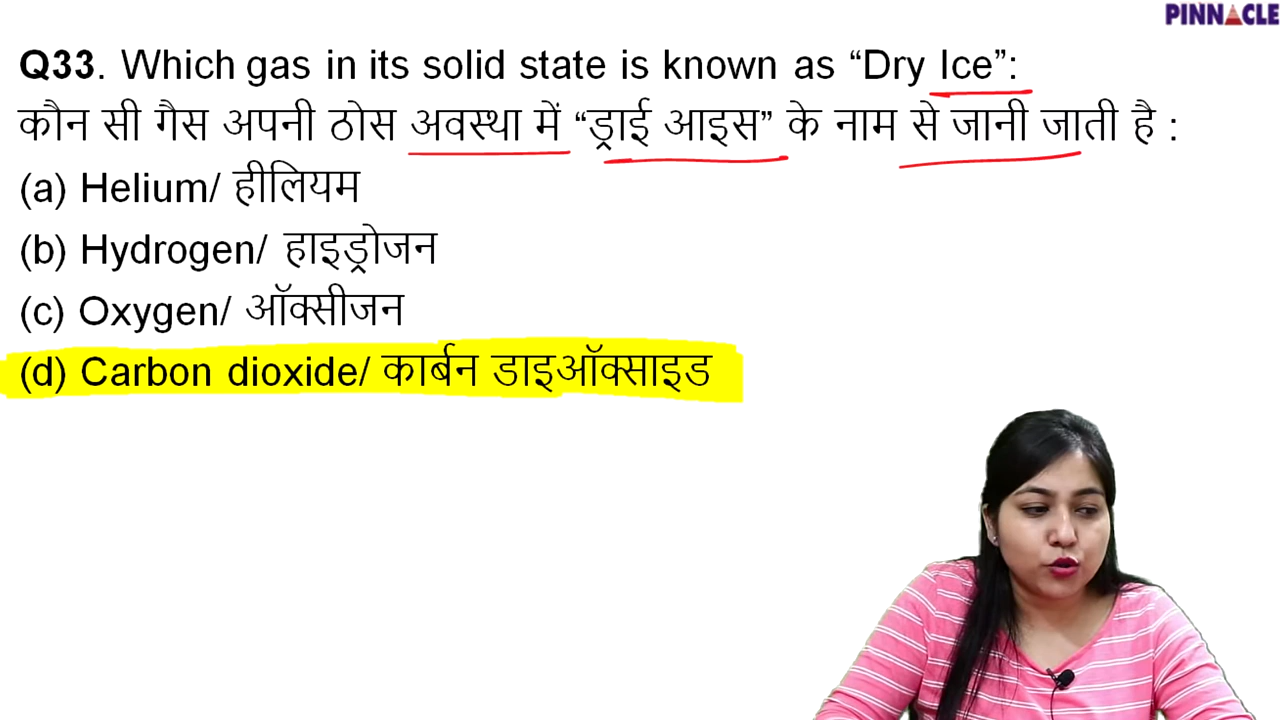 PINNACLE
Q33. Which gas in its solid state is known as “Dry Ice”:
कौन सी गैस अपनी ठोस अवस्था में “ड्राई आइस” के नाम से जानी जाती है :
(a) Helium/ हीलियम
(b) Hydrogen/ हाइड्रोजन
(c) Oxygen/ ऑक्सीजन
(d) Carbon dioxide/ कार्बन डाइऑक्साइड